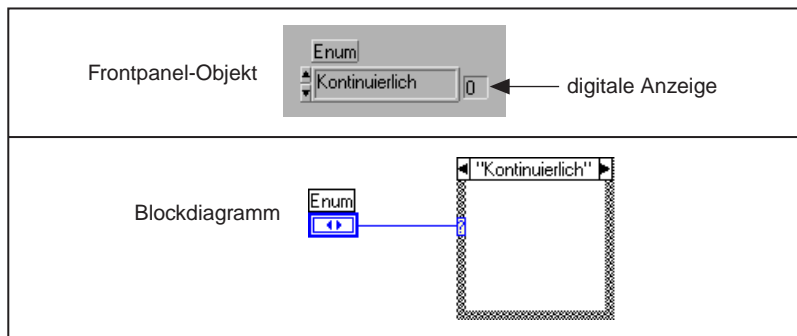 Enum
Frontpanel-Objekt
Kontinuierlich
0
digitale Anzeige
"Kontinuierlich"
Blockdiagramm
Enum
?